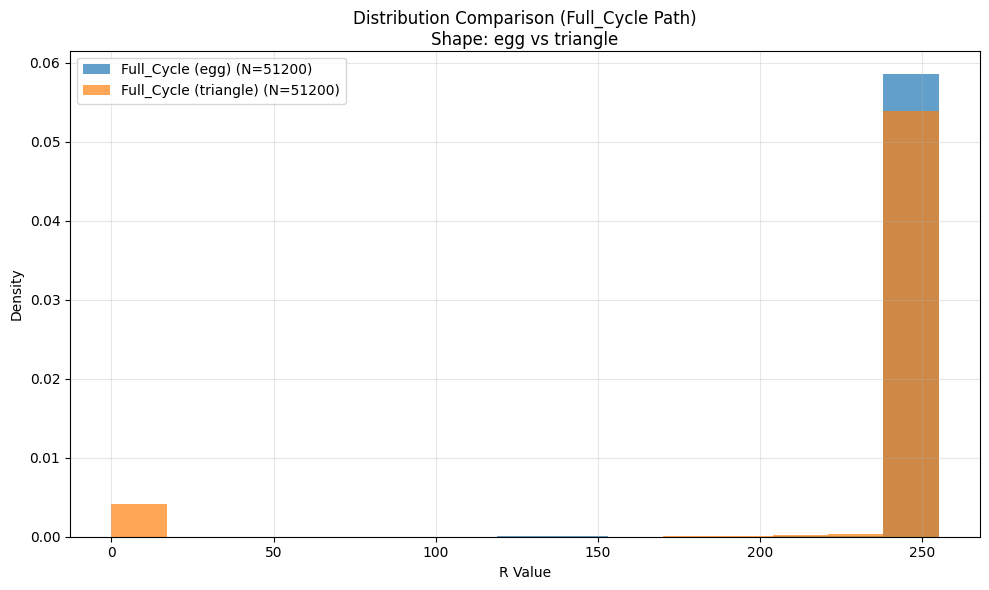 Distribution Comparison (Full_Cycle Path)
Shape: egg vs triangle
Full_Cycle (egg) (N=51200)
Full_Cycle (triangle) (N=51200)
0.06
0.05
0.04
0.03
0.02
0.01
0.00
Density
0 50 100 150 200 250
R Value